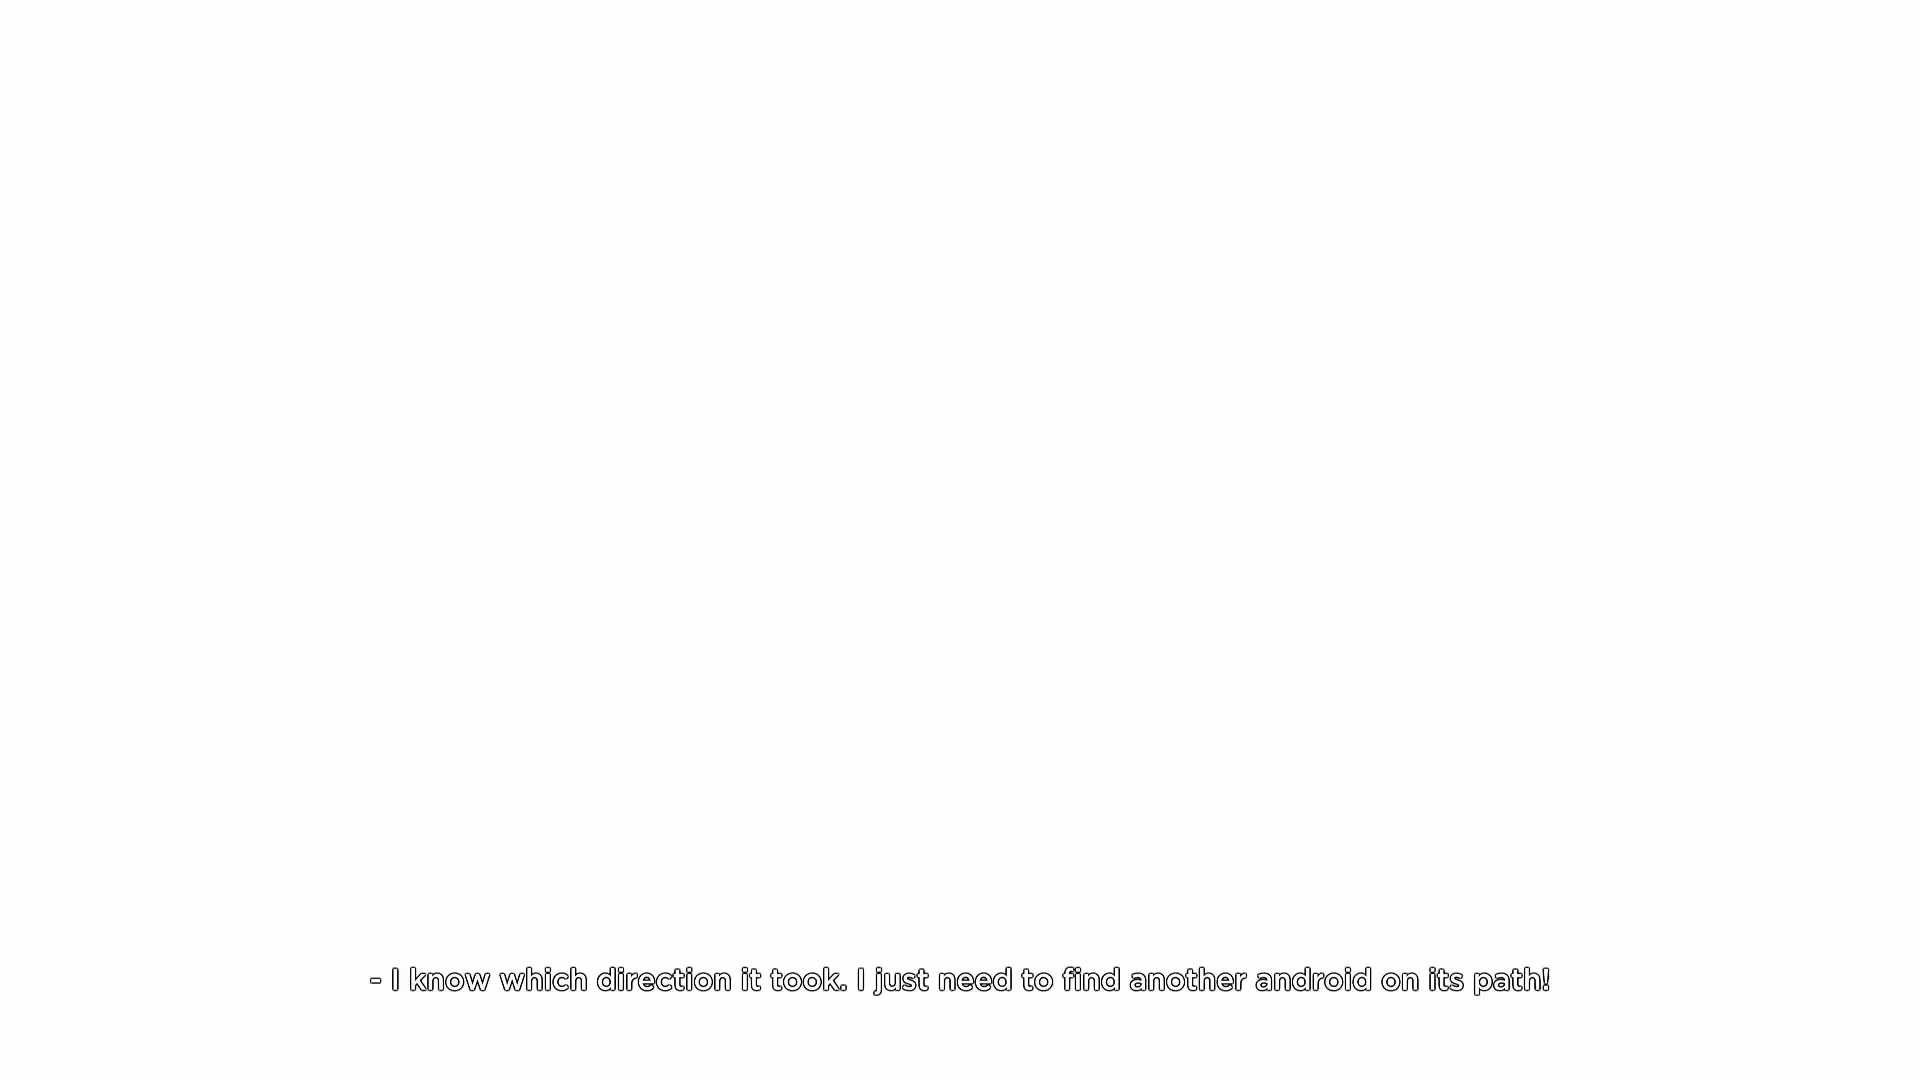 - I know which direction it took. I just need to find another android on its path!